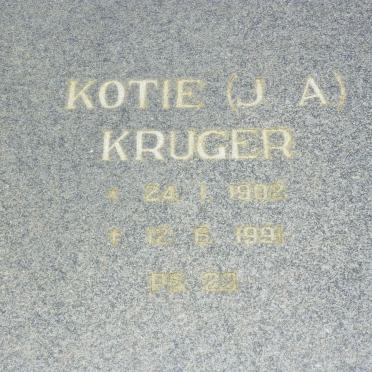 KOTIE (J A)
KRUGER
* 24. 1. 1902
† 12. 6. 1991
PS. 23